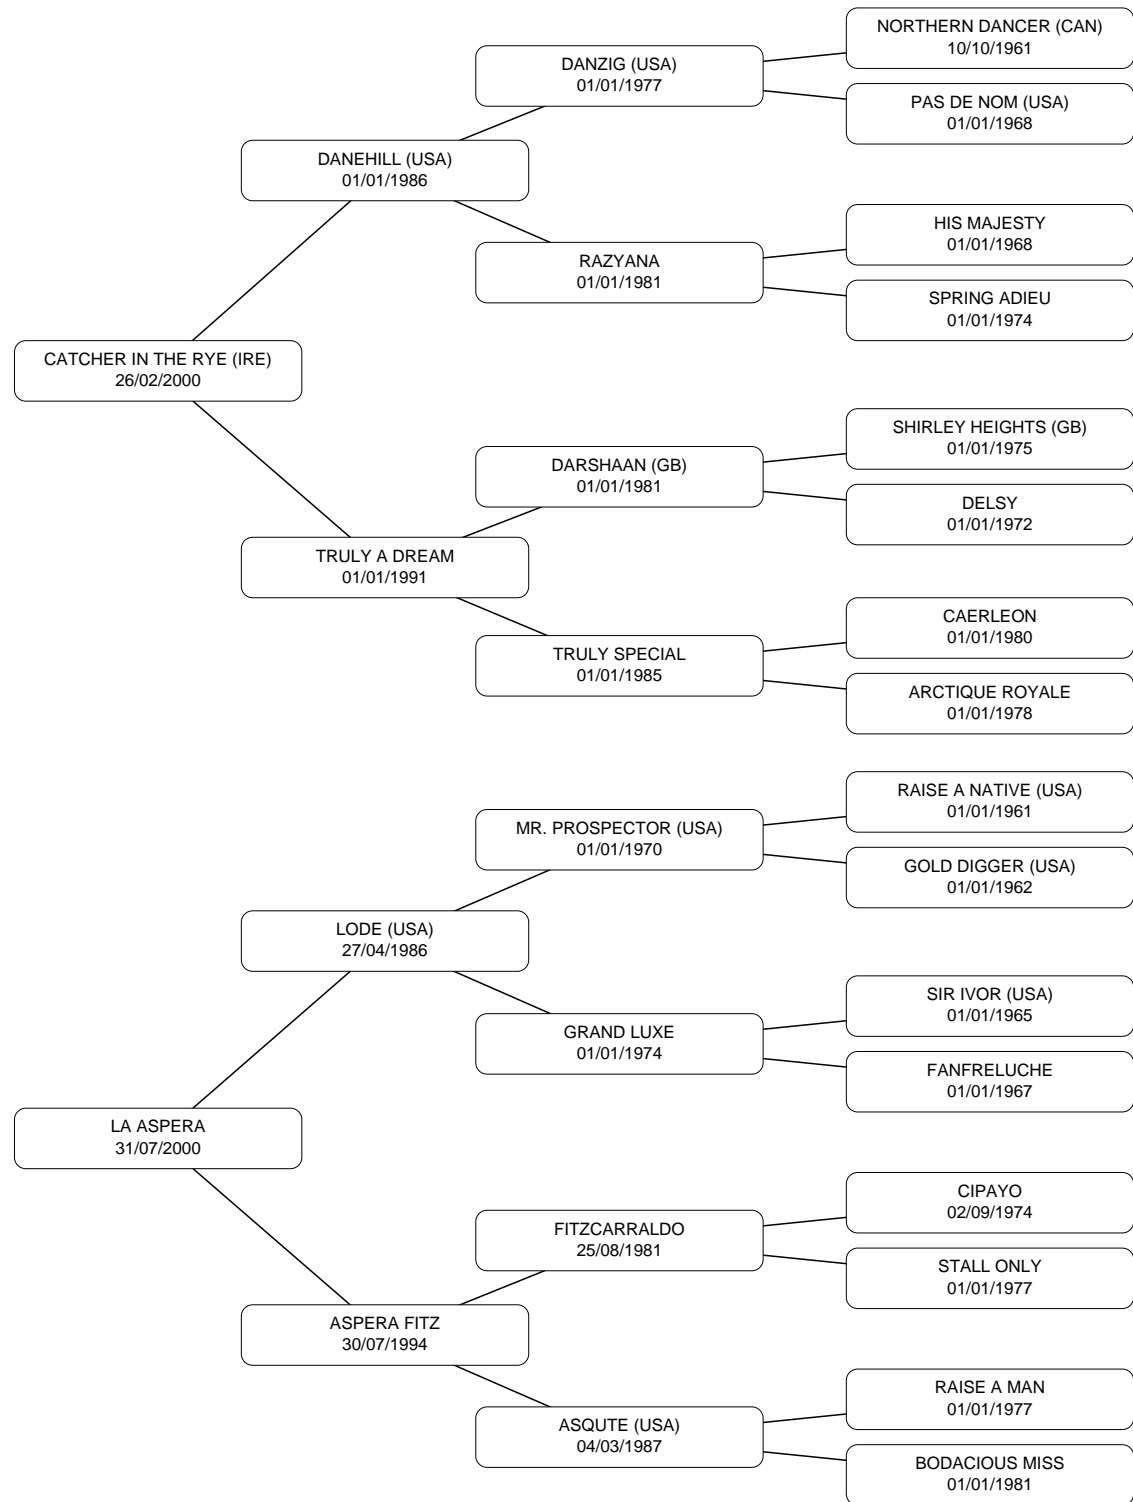 NORTHERN DANCER (CAN)
10/10/1961
DANZIG (USA)
01/01/1977
PAS DE NOM (USA)
01/01/1968
DANEHILL (USA)
01/01/1986
HIS MAJESTY
01/01/1968
RAZYANA
01/01/1981
SPRING ADIEU
01/01/1974
CATCHER IN THE RYE (IRE)
26/02/2000
SHIRLEY HEIGHTS (GB)
01/01/1975
DARSHAAN (GB)
01/01/1981
DELSY
01/01/1972
TRULY A DREAM
01/01/1991
CAERLEON
01/01/1980
TRULY SPECIAL
01/01/1985
ARCTIQUE ROYALE
01/01/1978
RAISE A NATIVE (USA)
01/01/1961
MR. PROSPECTOR (USA)
01/01/1970
GOLD DIGGER (USA)
01/01/1962
LODE (USA)
27/04/1986
SIR IVOR (USA)
01/01/1965
GRAND LUXE
01/01/1974
FANFRELUCHE
01/01/1967
LA ASPERA
31/07/2000
CIPAYO
02/09/1974
FITZCARRALDO
25/08/1981
STALL ONLY
01/01/1977
ASPERA FITZ
30/07/1994
RAISE A MAN
01/01/1977
ASQUTE (USA)
04/03/1987
BODACIOUS MISS
01/01/1981